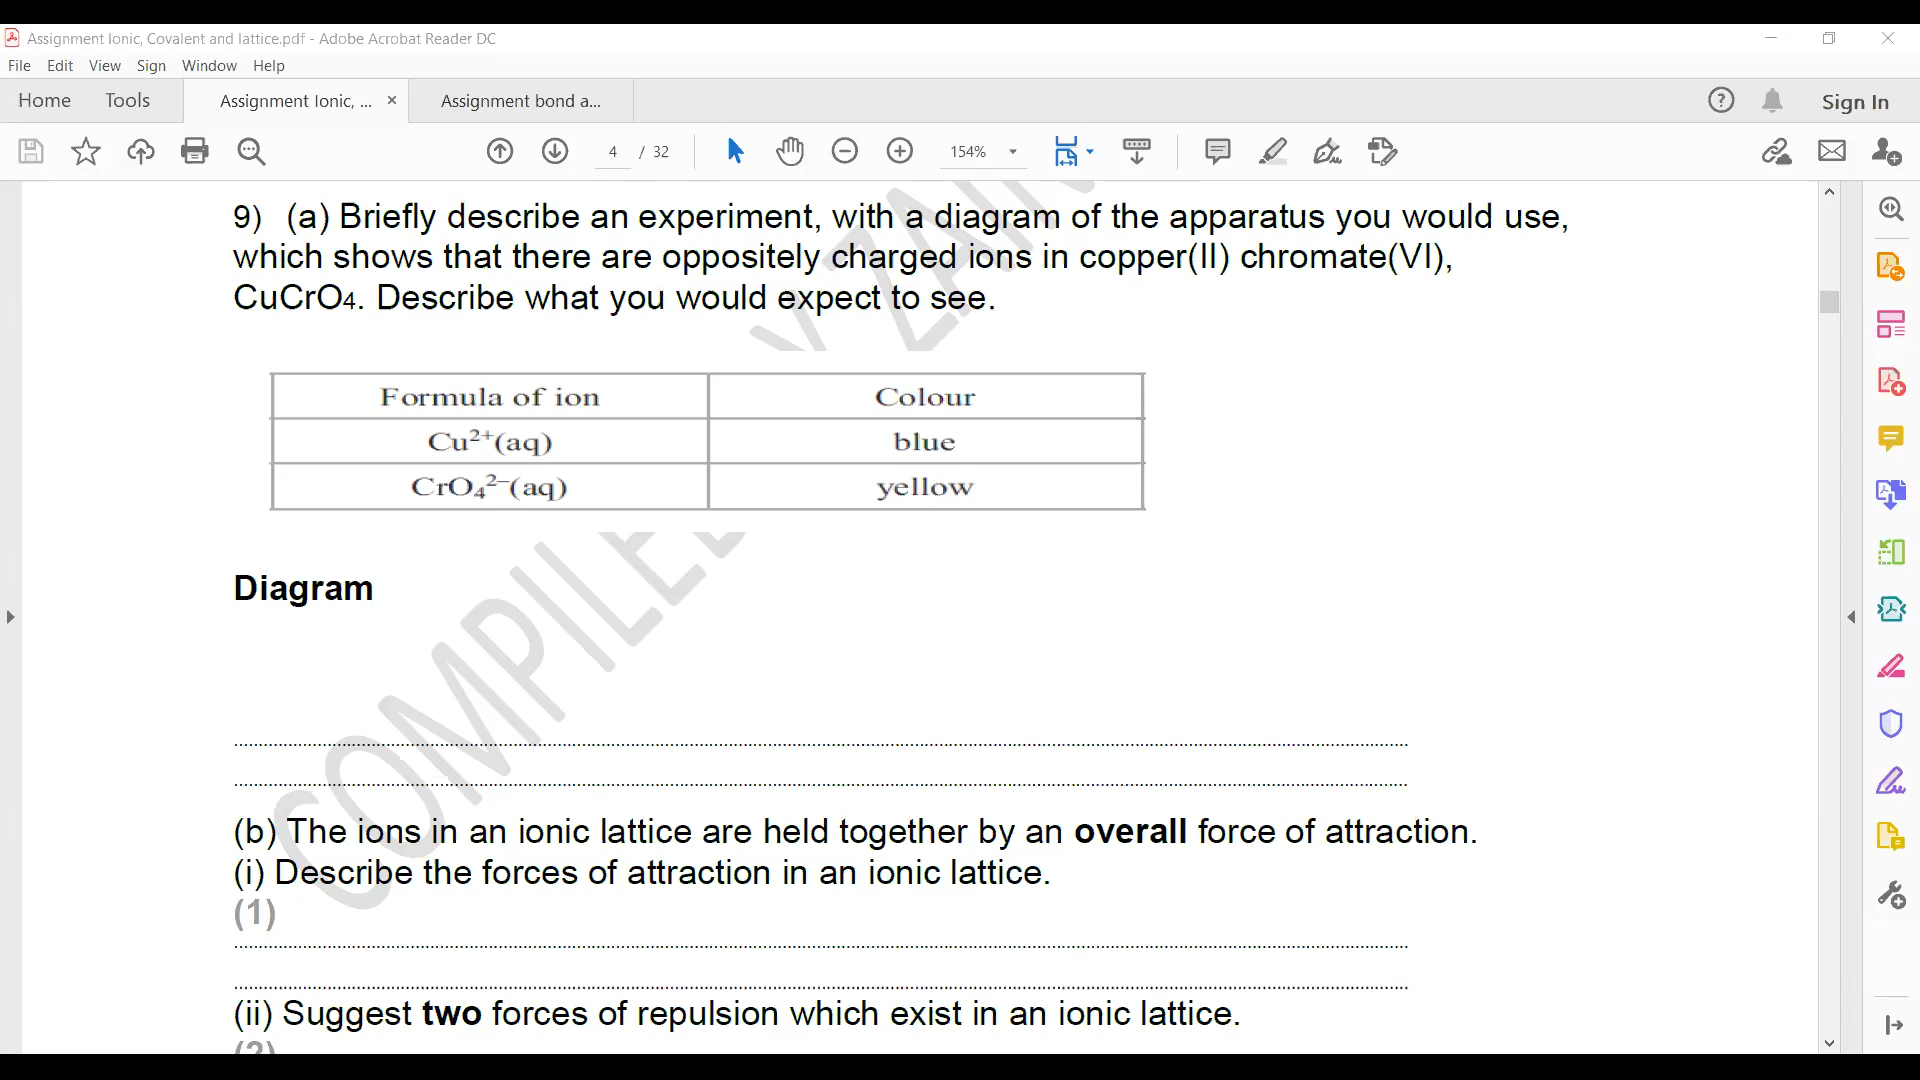 Assignment Ionic, Covalent and lattice.pdf - Adobe Acrobat Reader DC
File Edit View Sign Window Help
Home Tools Assignment Ionic, ... × Assignment bond a... Sign In
4 / 32 154%
9) (a) Briefly describe an experiment, with a diagram of the apparatus you would use,
which shows that there are oppositely charged ions in copper(II) chromate(VI),
CuCrO4. Describe what you would expect to see.
Formula of ion Colour
Cu²⁺(aq) blue
CrO₄²⁻(aq) yellow
Diagram
(b) The ions in an ionic lattice are held together by an overall force of attraction.
(i) Describe the forces of attraction in an ionic lattice.
(1)
(ii) Suggest two forces of repulsion which exist in an ionic lattice.
(2)